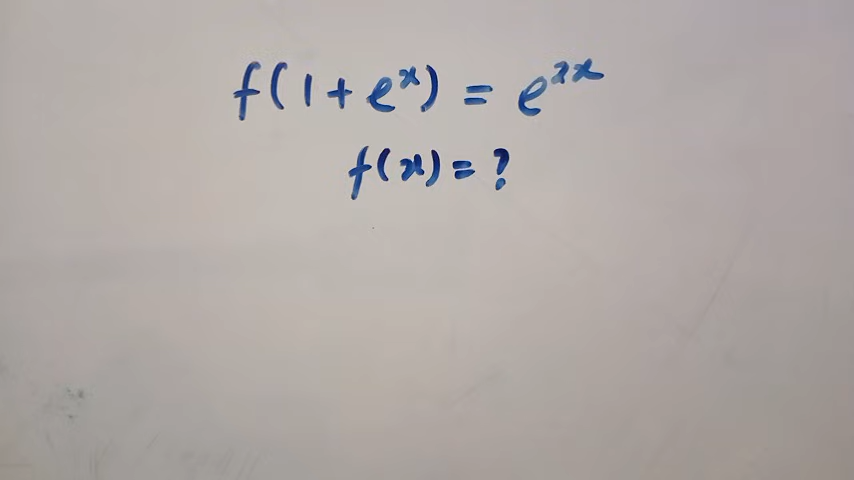 f(1+e^x) = e^{2x}
f(x) = ?